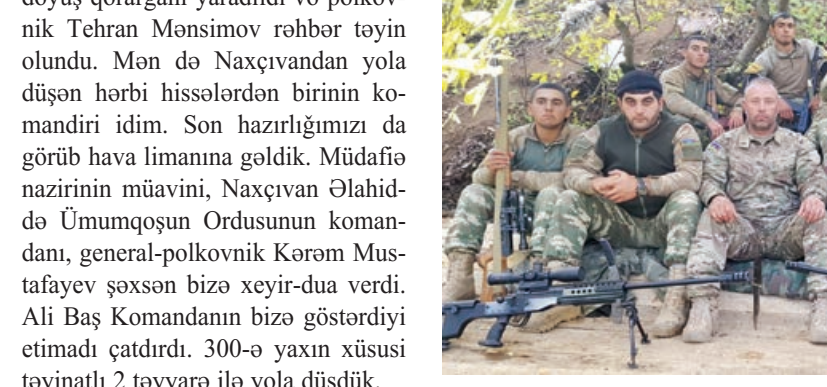 döyüş qərargahı yaradıldı və polkov-
nik Tehran Mənsimov rəhbər təyin
olundu. Mən də Naxçıvandan yola
düşən hərbi hissələrdən birinin ko-
mandiri idim. Son hazırlığımızı da
görüb hava limanına gəldik. Müdafiə
nazirinin müavini, Naxçıvan Əlahid-
də Ümumqoşun Ordusunun koman-
danı, general-polkovnik Kərəm Mus-
tafayev şəxsən bizə xeyir-dua verdi.
Ali Baş Komandanın bizə göstərdiyi
etimadı çatdırdı. 300-ə yaxın xüsusi
təyinatlı 2 təyyarə ilə yola düşdük.